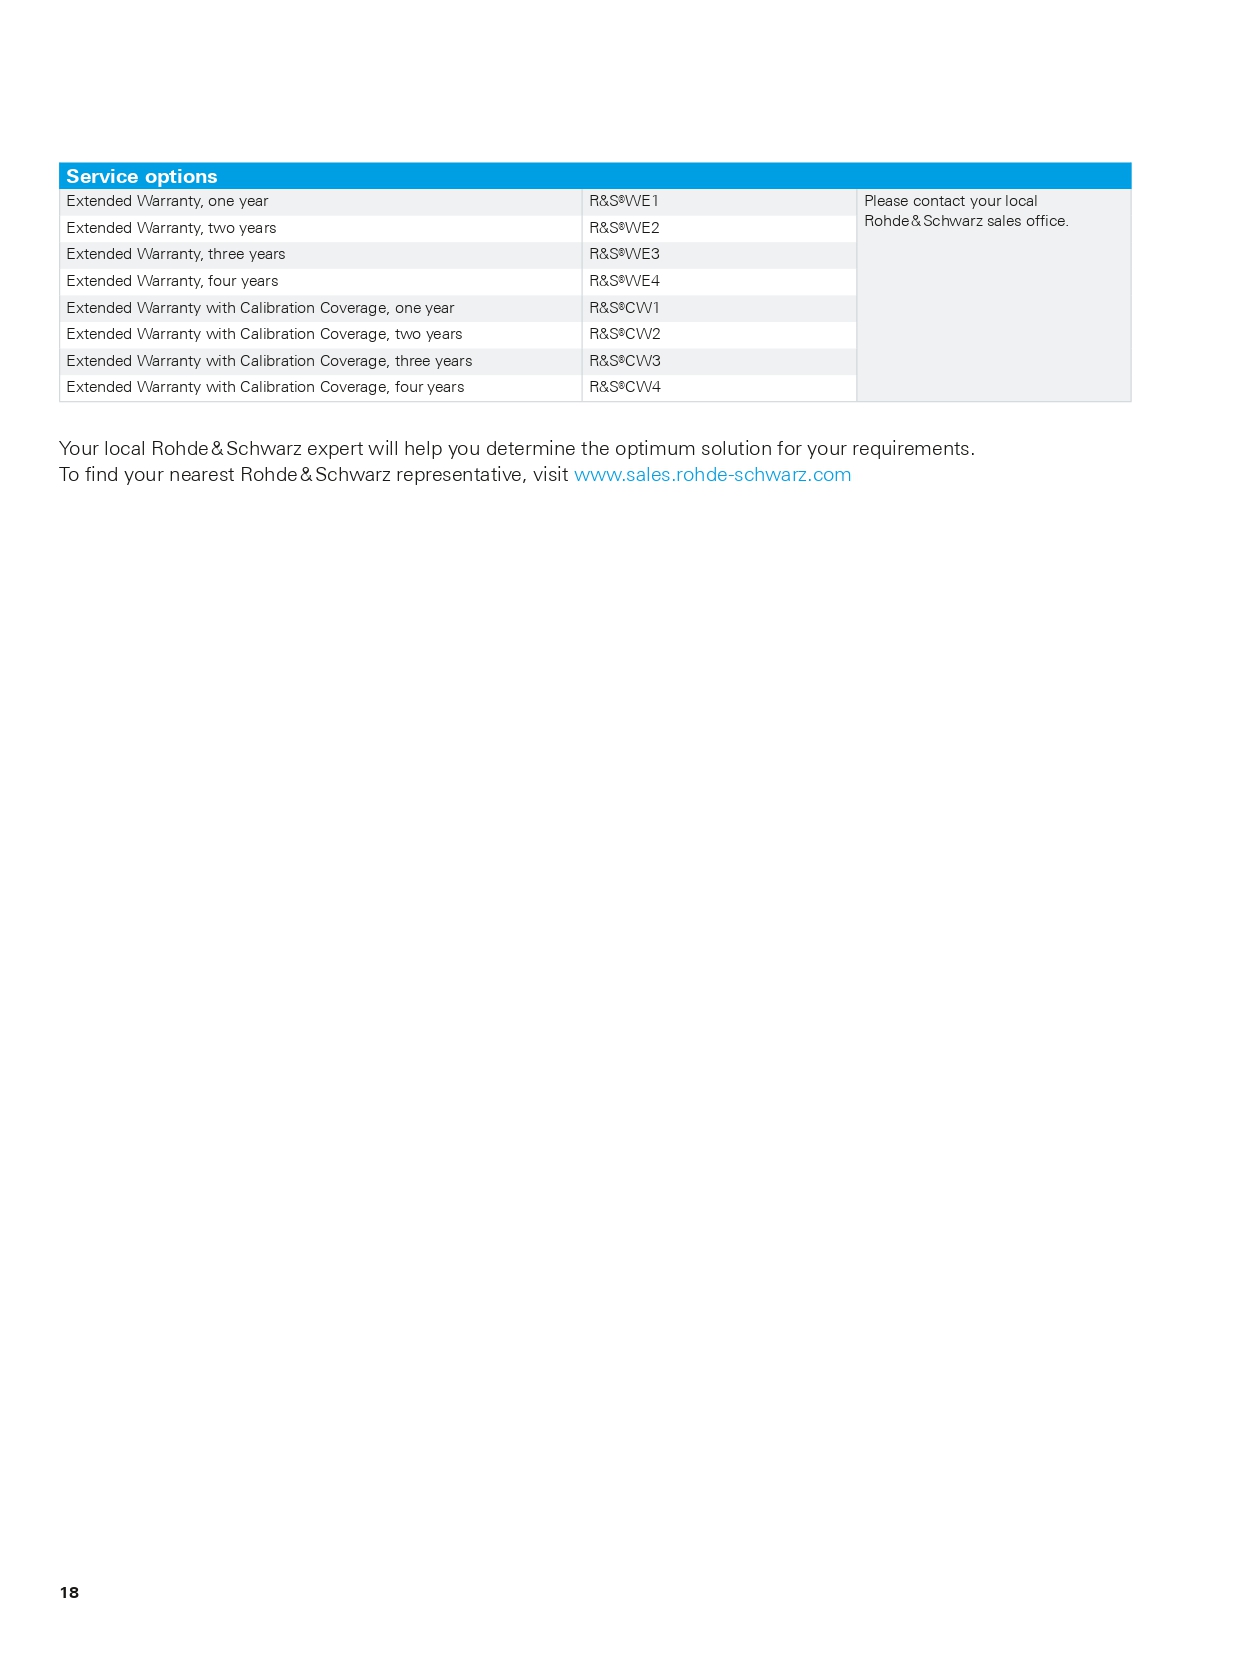 Service options
Extended Warranty, one year R&S®WE1 Please contact your local
Rohde & Schwarz sales office.
Extended Warranty, two years R&S®WE2
Extended Warranty, three years R&S®WE3
Extended Warranty, four years R&S®WE4
Extended Warranty with Calibration Coverage, one year R&S®CW1
Extended Warranty with Calibration Coverage, two years R&S®CW2
Extended Warranty with Calibration Coverage, three years R&S®CW3
Extended Warranty with Calibration Coverage, four years R&S®CW4
Your local Rohde & Schwarz expert will help you determine the optimum solution for your requirements.
To find your nearest Rohde & Schwarz representative, visit www.sales.rohde-schwarz.com
18